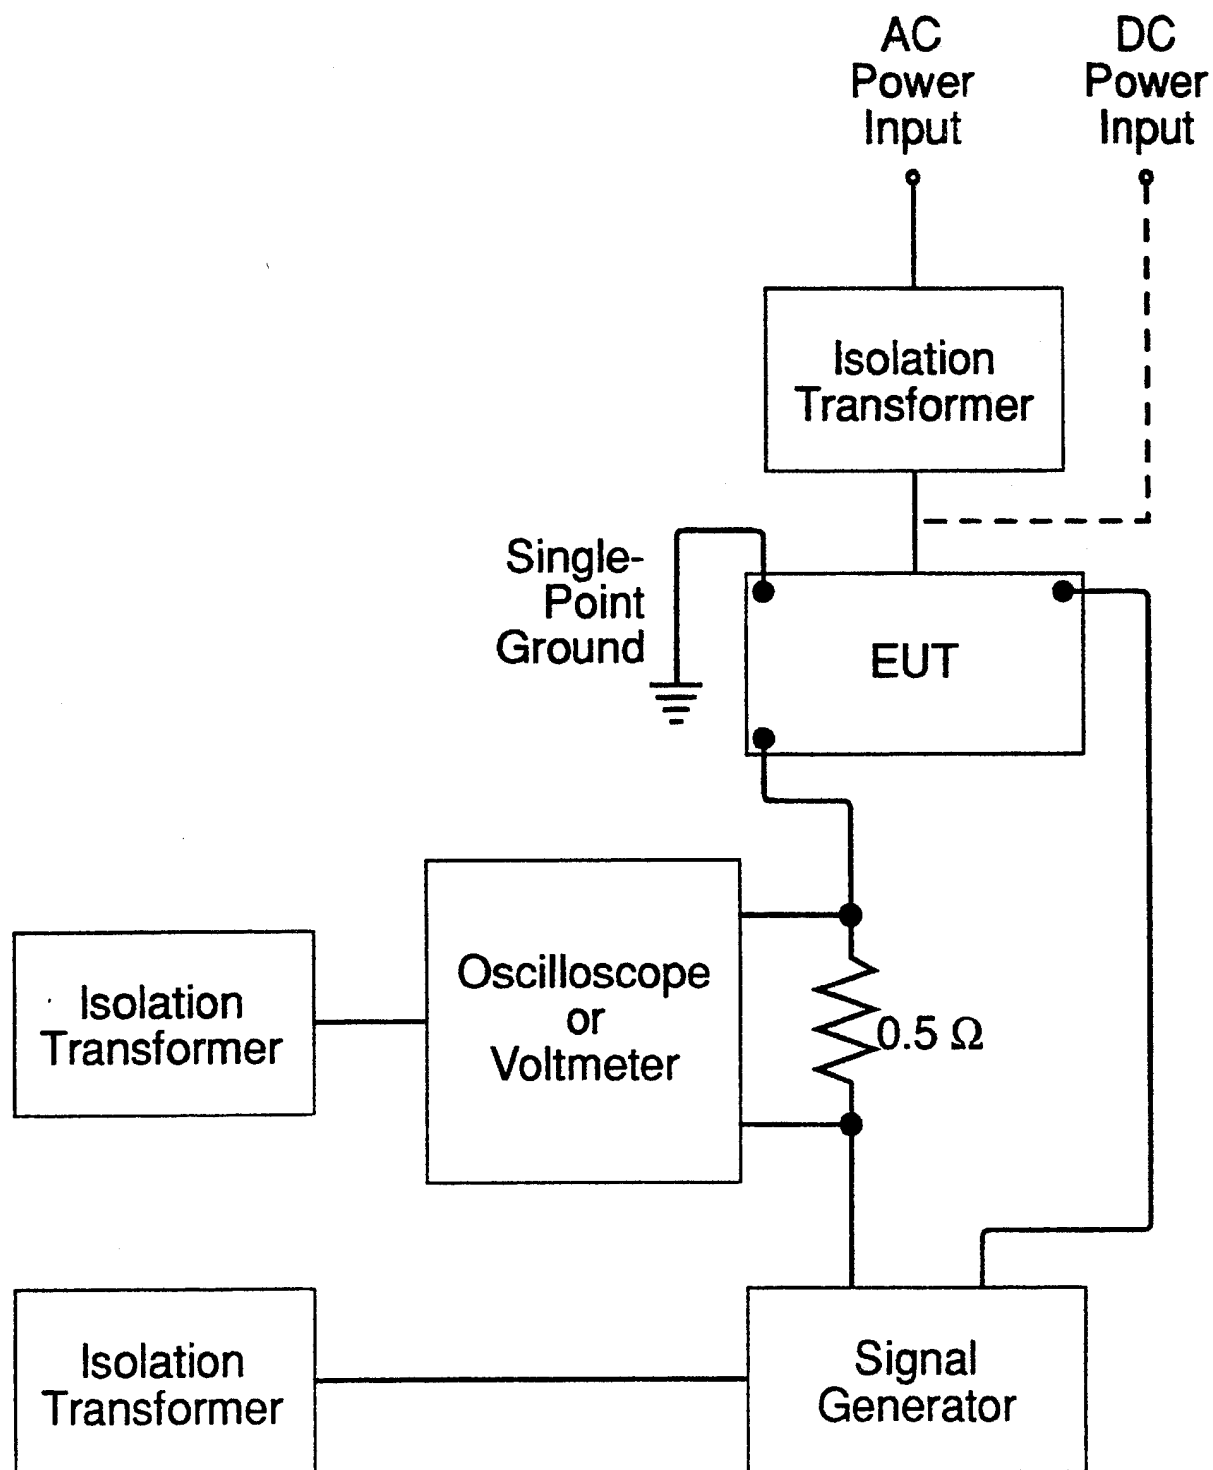 AC
Power
Input
DC
Power
Input
Isolation
Transformer
Single-
Point
Ground
EUT
Oscilloscope
or
Voltmeter
Isolation
Transformer
0.5 Ω
Isolation
Transformer
Signal
Generator